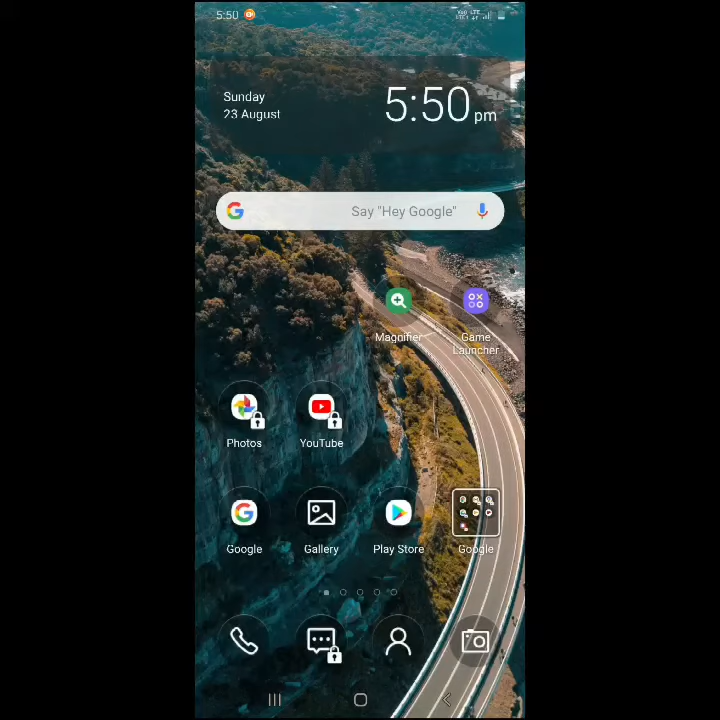 5:50
Sunday
23 August
5:50 pm
Say "Hey Google"
Magnifier
Game
Launcher
Photos
YouTube
Google
Gallery
Play Store
Google